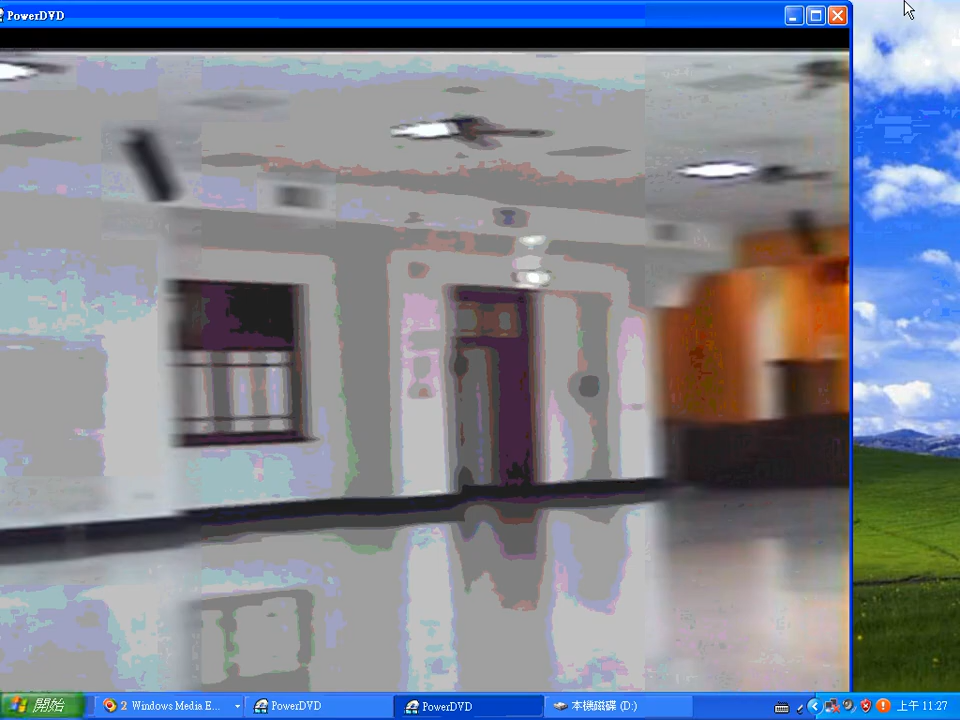 PowerDVD
開始
2 Windows Media E...
PowerDVD
PowerDVD
本機磁碟 (D:)
上午 11:27